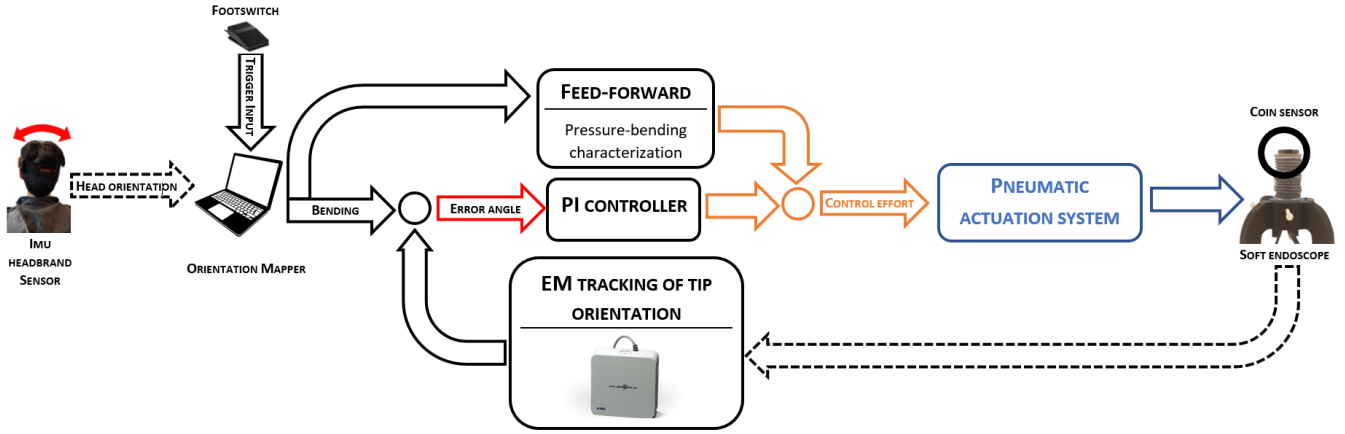 FOOTSWITCH
TRIGGER INPUT
FEED-FORWARD
Pressure-bending
characterization
COIN SENSOR
HEAD ORIENTATION
BENDING
ERROR ANGLE
PI CONTROLLER
CONTROL EFFORT
PNEUMATIC
ACTUATION SYSTEM
IMU
HEADBRAND
SENSOR
ORIENTATION MAPPER
SOFT ENDOSCOPE
EM TRACKING OF TIP
ORIENTATION
AURORA